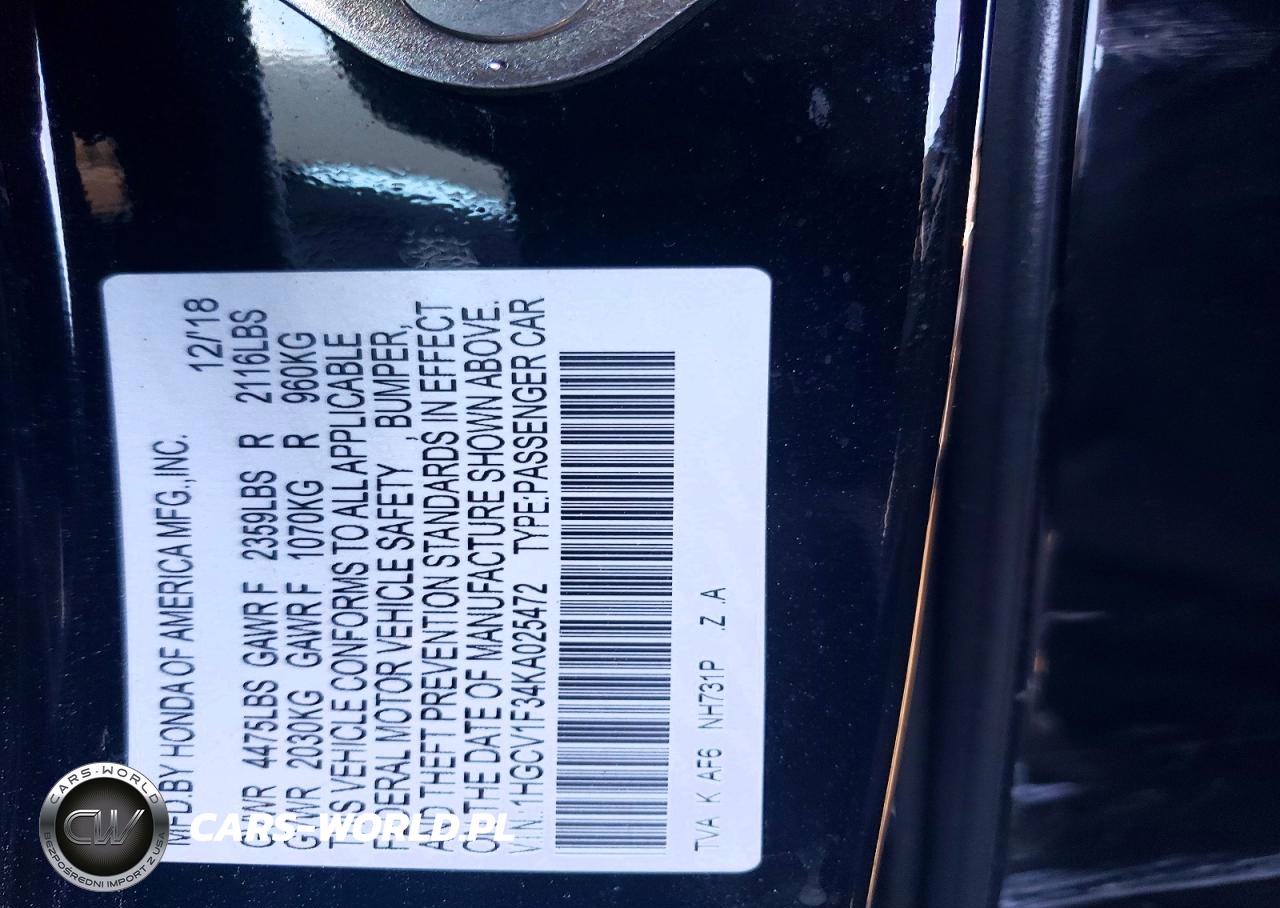 MFD.BY HONDA OF AMERICA MFG.,INC. 12/'18
GVWR 4475LBS GAWR F 2359LBS R 2116LBS
GVWR 2030KG GAWR F 1070KG R 960KG
THIS VEHICLE CONFORMS TO ALL APPLICABLE
FEDERAL MOTOR VEHICLE SAFETY ,BUMPER,
AND THEFT PREVENTION STANDARDS IN EFFECT
ON THE DATE OF MANUFACTURE SHOWN ABOVE.
V.I.N.:1HGCV1F34KA025472 TYPE:PASSENGER CAR
TVA K AF6 NH731P .Z .A
CARS-WORLD
CW
BEZPOŚREDNI IMPORT Z USA
CARS-WORLD.PL